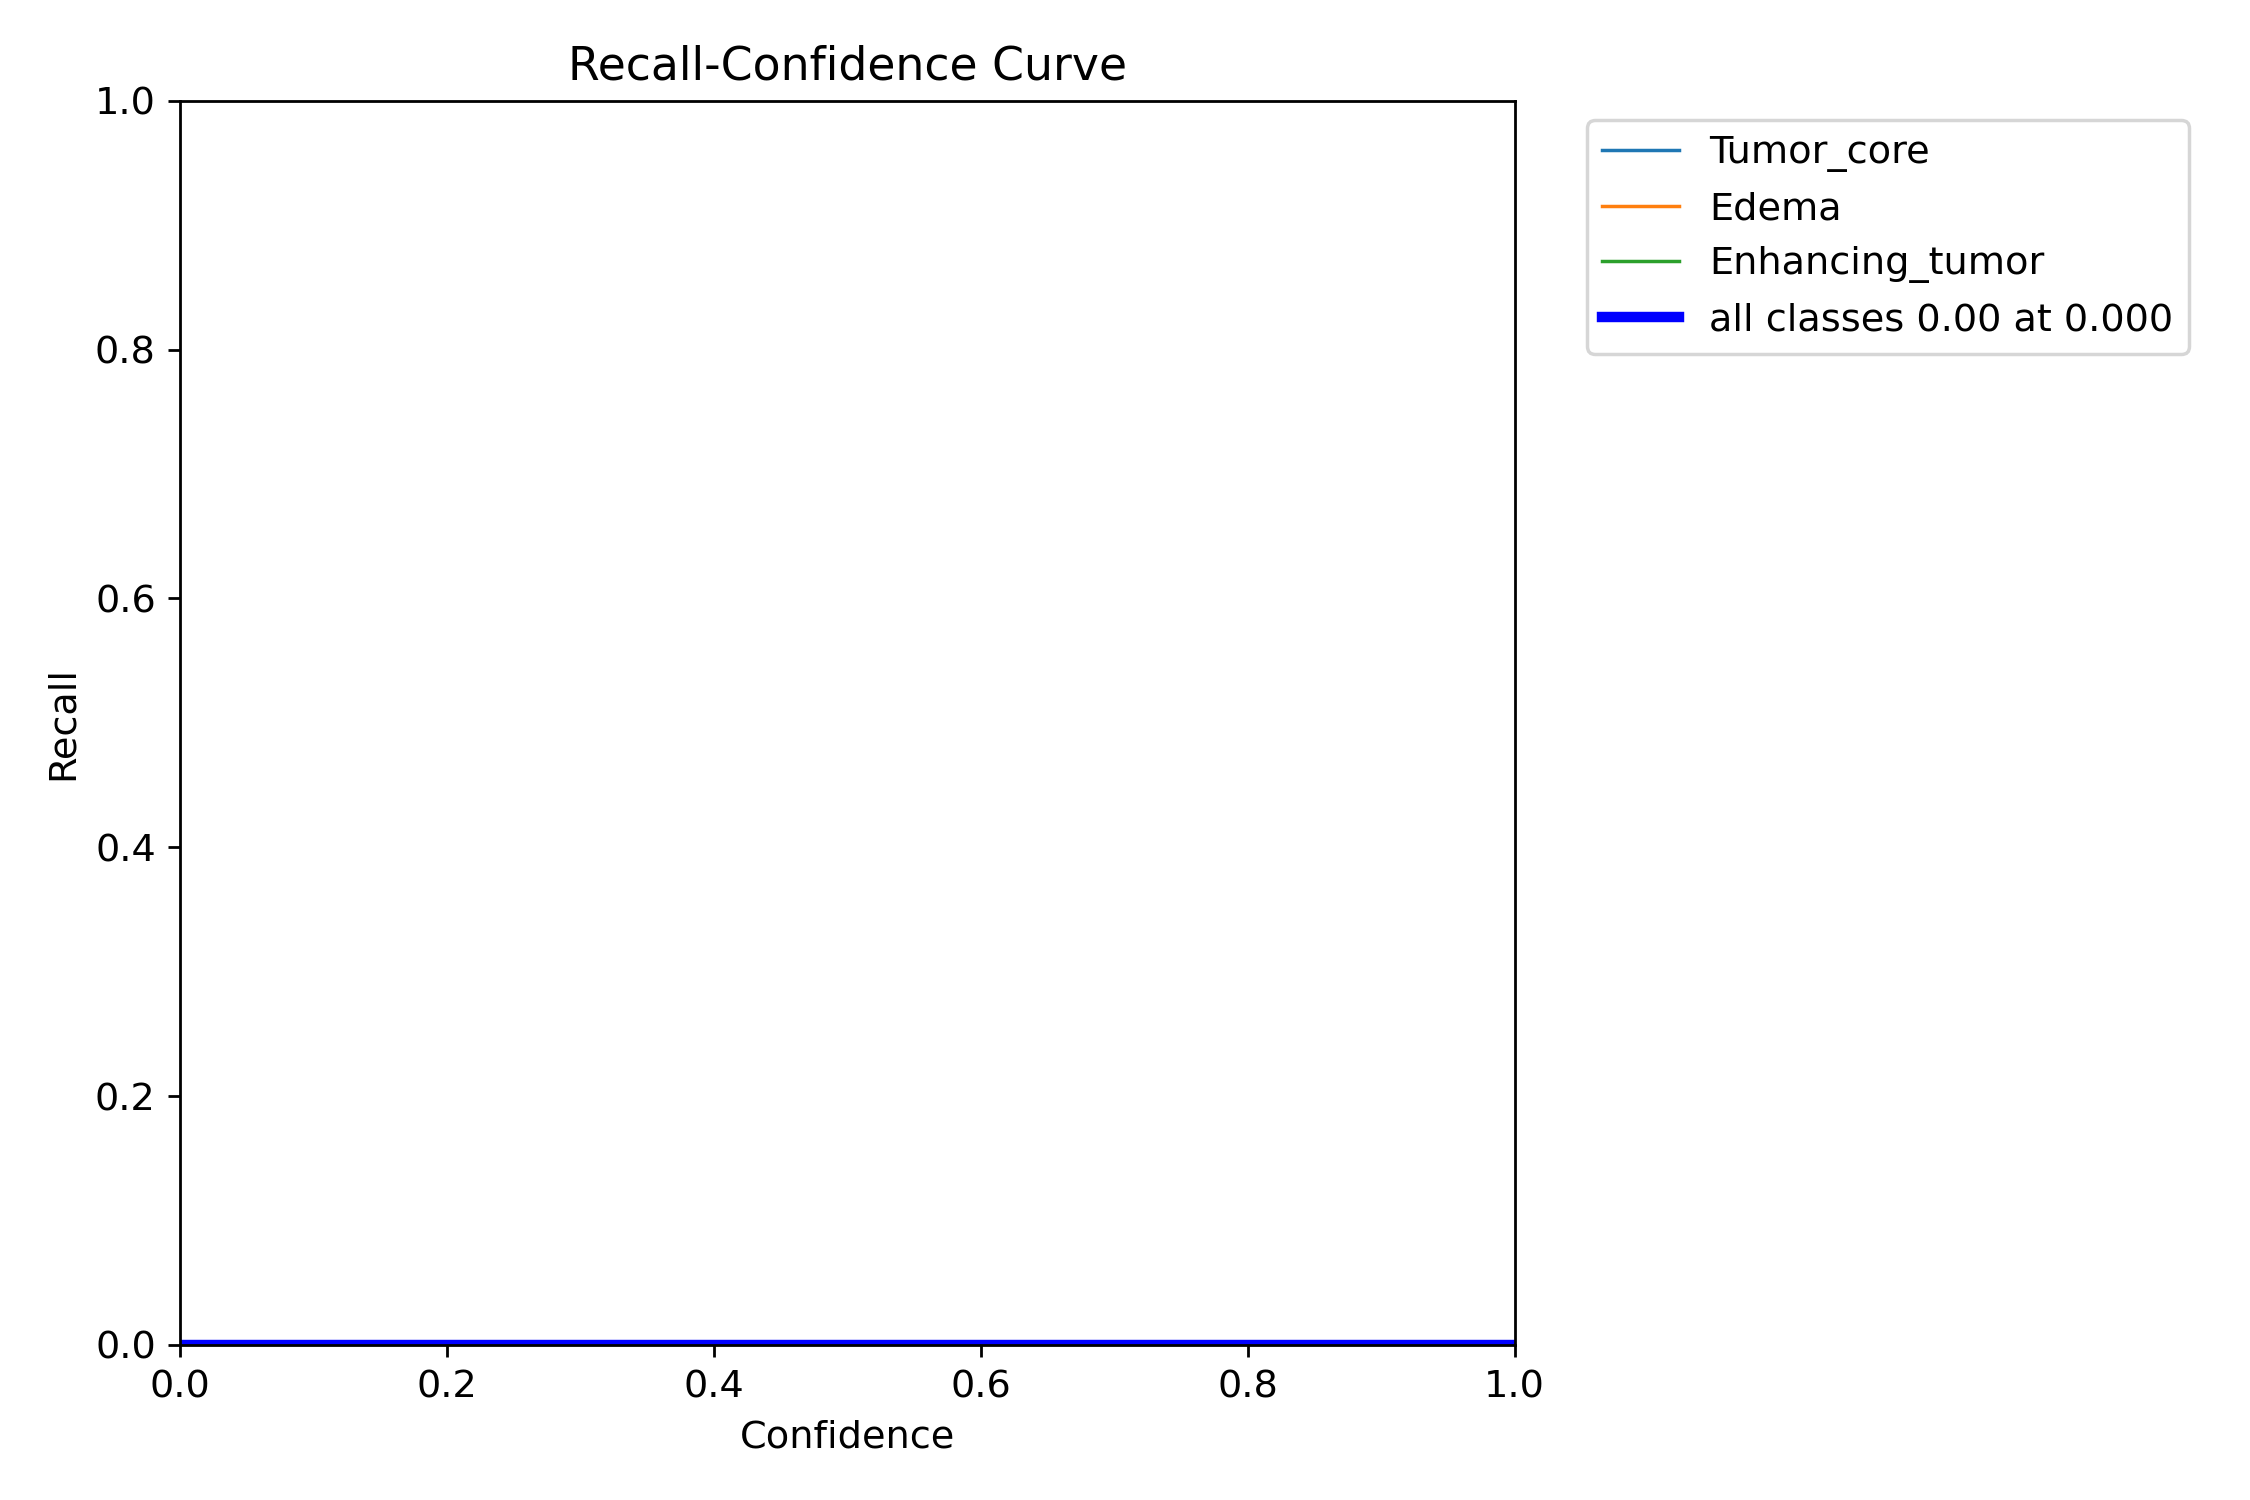 Recall-Confidence Curve
1.0
0.8
0.6
0.4
0.2
0.0
Recall
0.0 0.2 0.4 0.6 0.8 1.0
Confidence
Tumor_core
Edema
Enhancing_tumor
all classes 0.00 at 0.000